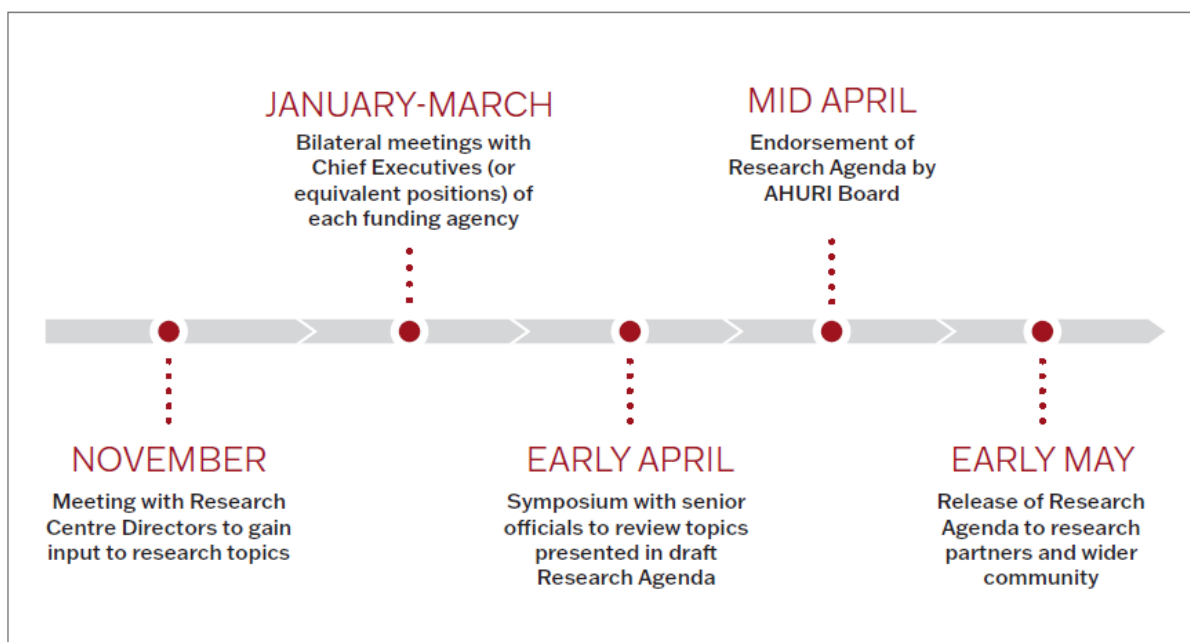 NOVEMBER
Meeting with Research
Centre Directors to gain
input to research topics
JANUARY-MARCH
Bilateral meetings with
Chief Executives (or
equivalent positions) of
each funding agency
EARLY APRIL
Symposium with senior
officials to review topics
presented in draft
Research Agenda
MID APRIL
Endorsement of
Research Agenda by
AHURI Board
EARLY MAY
Release of Research
Agenda to research
partners and wider
community